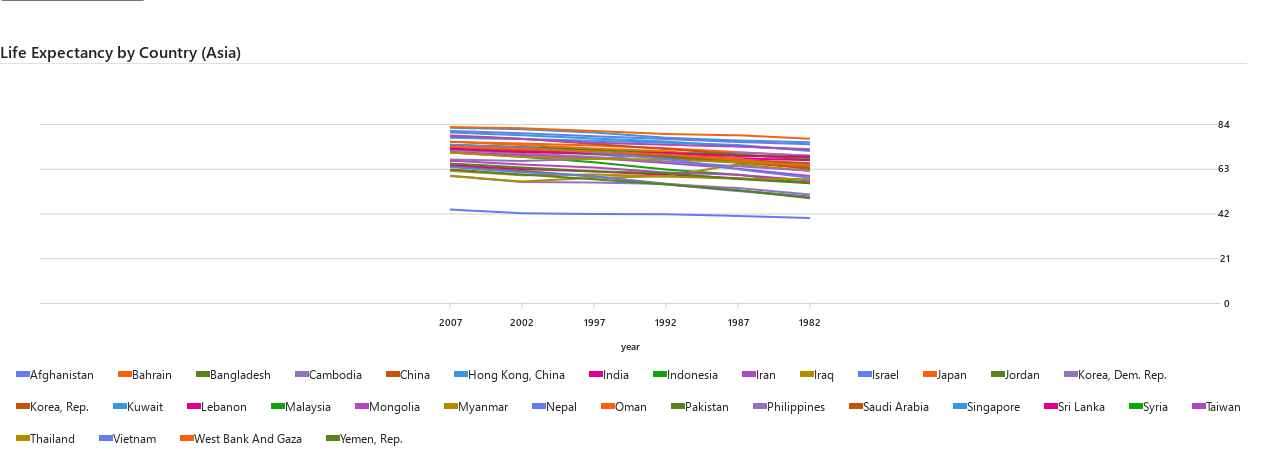 Life Expectancy by Country (Asia)
84
63
42
21
0
2007 2002 1997 1992 1987 1982
year
Afghanistan Bahrain Bangladesh Cambodia China Hong Kong, China India Indonesia Iran Iraq Israel Japan Jordan Korea, Dem. Rep.
Korea, Rep. Kuwait Lebanon Malaysia Mongolia Myanmar Nepal Oman Pakistan Philippines Saudi Arabia Singapore Sri Lanka Syria Taiwan
Thailand Vietnam West Bank And Gaza Yemen, Rep.